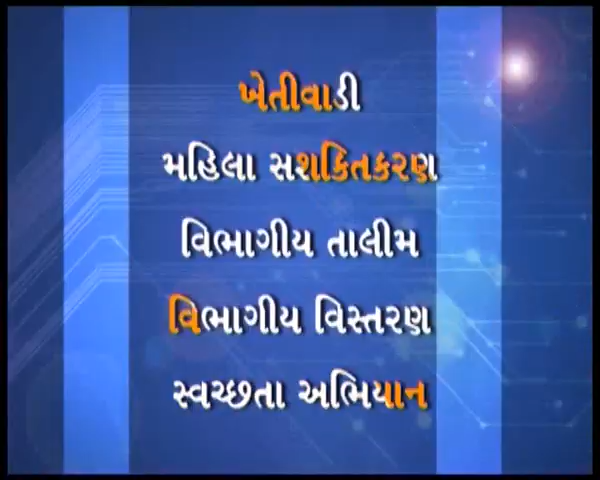 ખેતીવાડી
મહિલા સશકિતકરણ
વિભાગીય તાલીમ
વિભાગીય વિસ્તરણ
સ્વચ્છતા અભિયાન